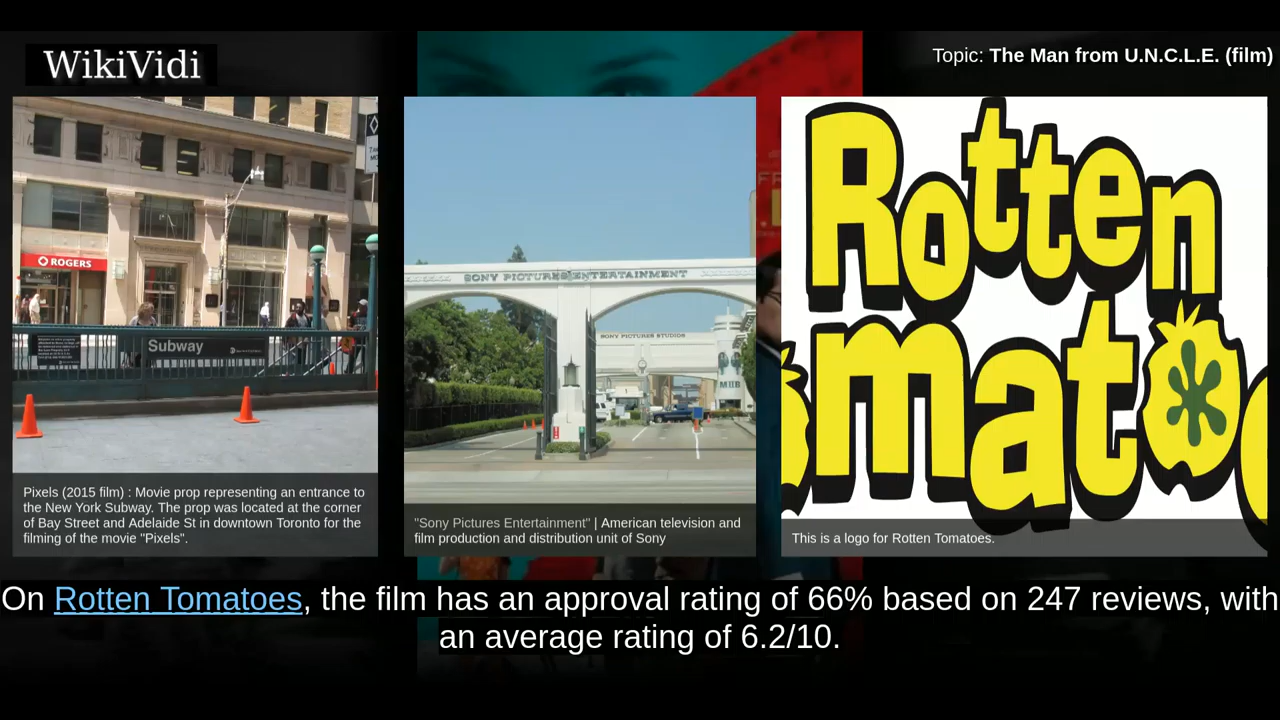 WikiVidi
Topic: The Man from U.N.C.L.E. (film)
ROGERS
Subway
Pixels (2015 film) : Movie prop representing an entrance to
the New York Subway. The prop was located at the corner
of Bay Street and Adelaide St in downtown Toronto for the
filming of the movie "Pixels".
SONY PICTURES ENTERTAINMENT
SONY PICTURES STUDIOS
"Sony Pictures Entertainment" | American television and
film production and distribution unit of Sony
Rotten
mat
This is a logo for Rotten Tomatoes.
On Rotten Tomatoes, the film has an approval rating of 66% based on 247 reviews, with
an average rating of 6.2/10.